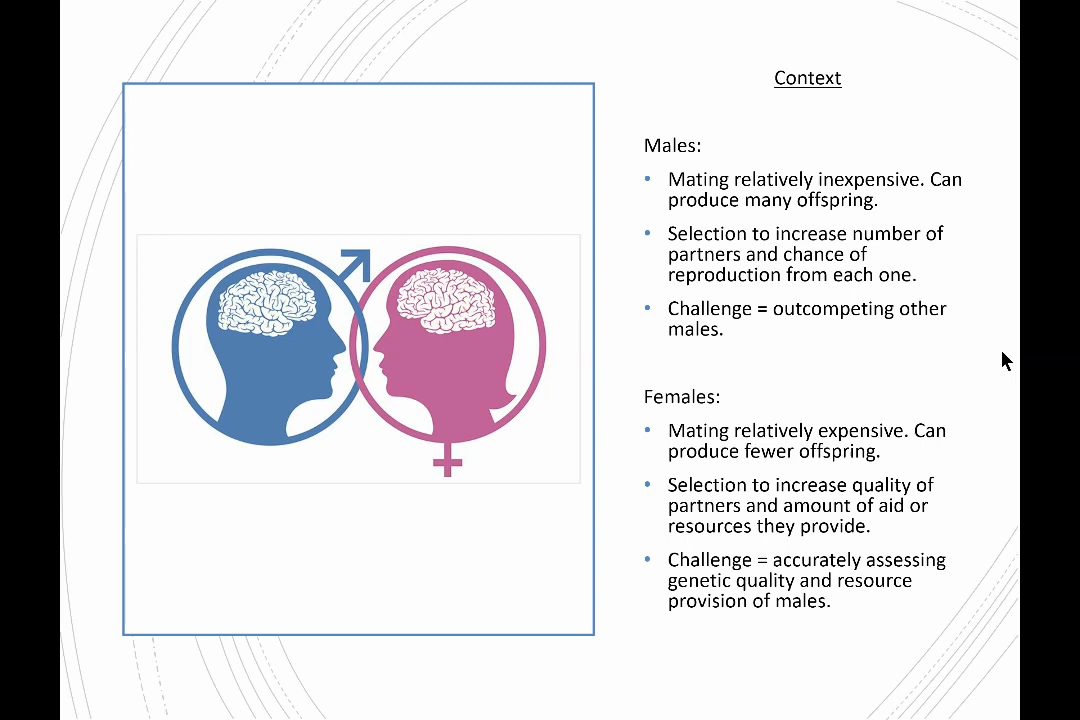 Context
Males:
• Mating relatively inexpensive. Can
produce many offspring.
• Selection to increase number of
partners and chance of
reproduction from each one.
• Challenge = outcompeting other
males.
Females:
• Mating relatively expensive. Can
produce fewer offspring.
• Selection to increase quality of
partners and amount of aid or
resources they provide.
• Challenge = accurately assessing
genetic quality and resource
provision of males.